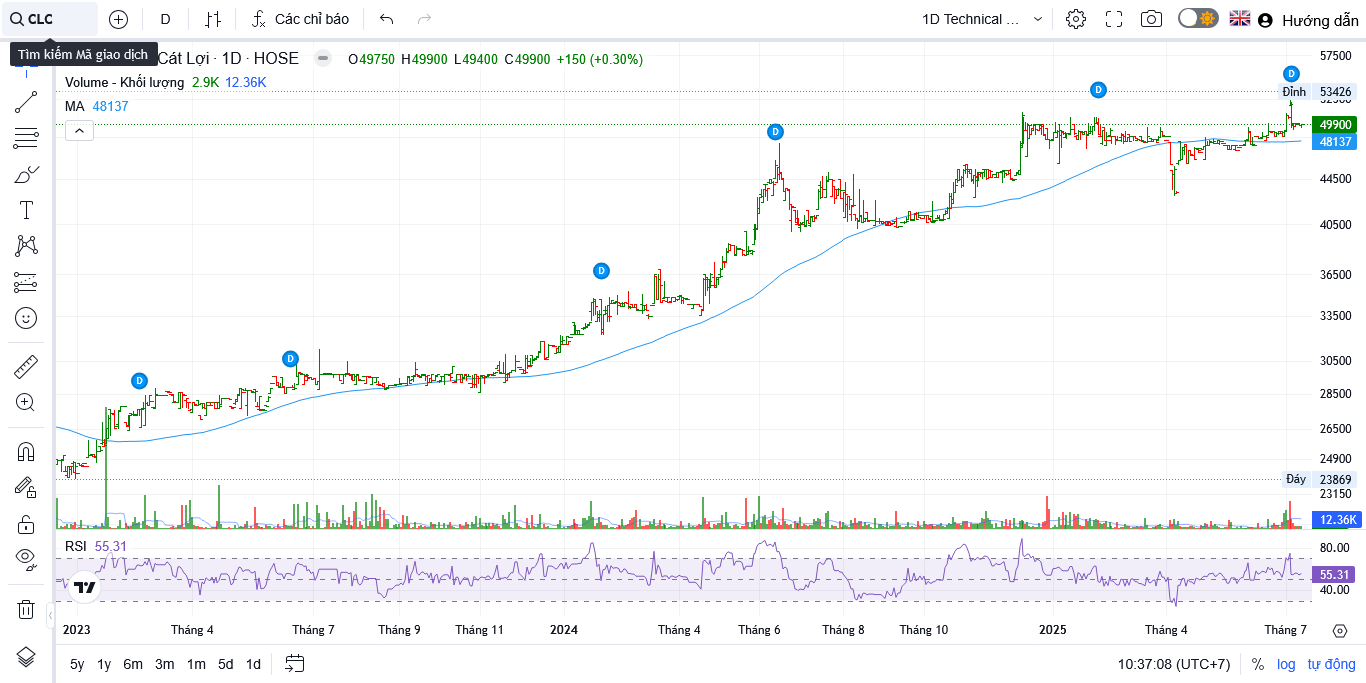 CLC
D
Các chỉ báo
1D Technical ...
Hướng dẫn
Tìm kiếm Mã giao dịch
Cát Lợi · 1D · HOSE
O49750 H49900 L49400 C49900 +150 (+0.30%)
Volume - Khối lượng 2.9K 12.36K
MA 48137
57500
D
D
Đỉnh 53426
49900
D
48137
44500
40500
D
36500
33500
D
30500
D
28500
26500
24900
Đáy 23869
23150
12.36K
RSI 55.31
80.00
55.31
40.00
2023 Tháng 4 Tháng 7 Tháng 9 Tháng 11 2024 Tháng 4 Tháng 6 Tháng 8 Tháng 10 2025 Tháng 4 Tháng 7
5y 1y 6m 3m 1m 5d 1d
10:37:08 (UTC+7) % log tự động